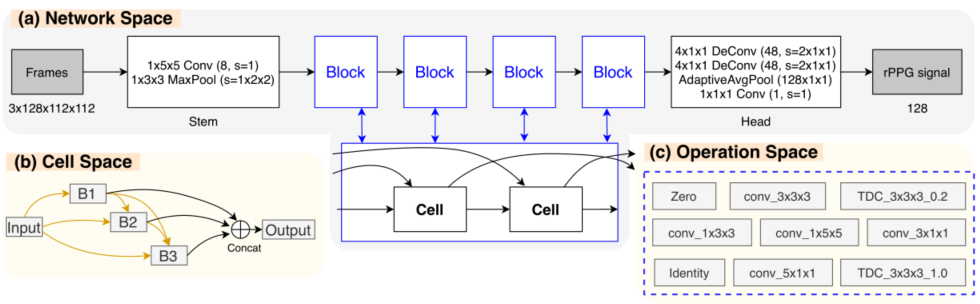 (a) Network Space
Frames
3x128x112x112
1x5x5 Conv (8, s=1)
1x3x3 MaxPool (s=1x2x2)
Stem
Block
Block
Block
Block
4x1x1 DeConv (48, s=2x1x1)
4x1x1 DeConv (48, s=2x1x1)
AdaptiveAvgPool (128x1x1)
1x1x1 Conv (1, s=1)
Head
rPPG signal
128
Cell
Cell
(b) Cell Space
Input
B1
B2
B3
Concat
Output
(c) Operation Space
Zero
conv_3x3x3
TDC_3x3x3_0.2
conv_1x3x3
conv_1x5x5
conv_3x1x1
Identity
conv_5x1x1
TDC_3x3x3_1.0